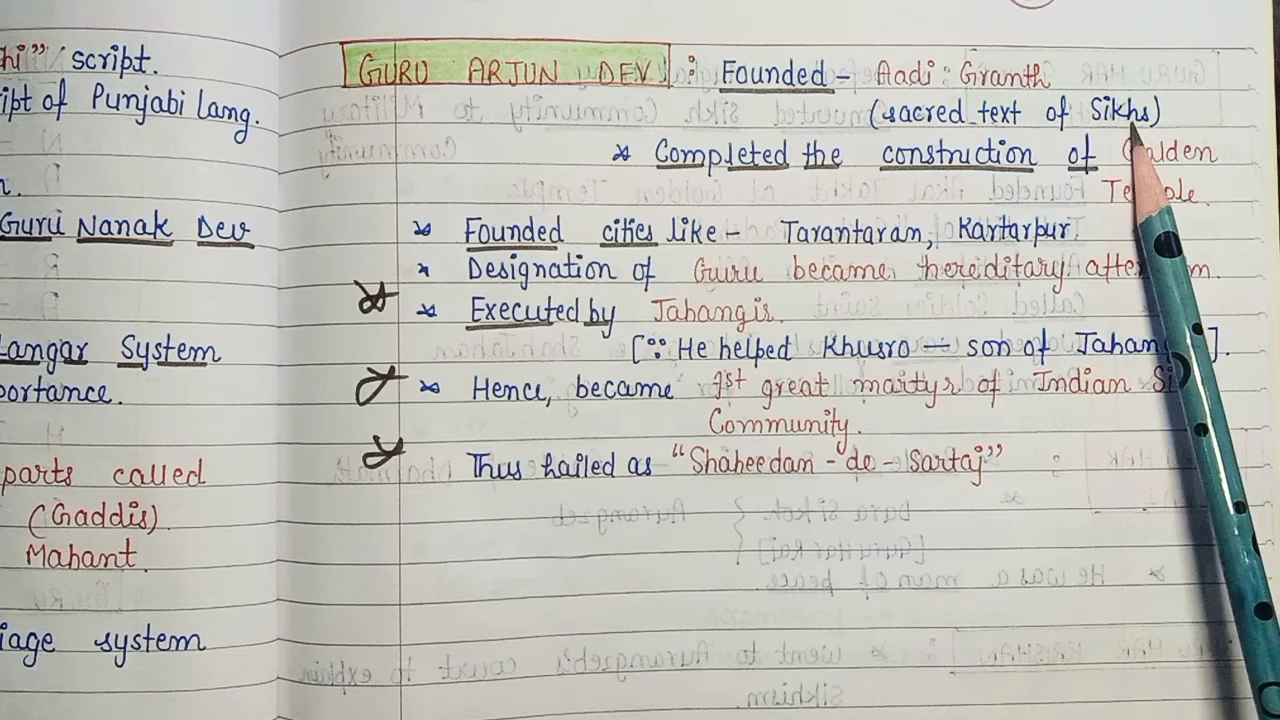 hi" script.
ipt of Punjabi lang.
Guru Nanak Dev
Langar System
portance.
parts called
(Gaddis).
Mahant.
iage system
GURU ARJUN DEV : Founded - Aadi : Granth
(sacred text of Sikhs)
* Completed the construction of Golden
Temple.
* Founded cities like - Tarantaran, Kartarpur.
* Designation of Guru became hereditary after
* Executed by Jahangir.
[∵ He helped Khusro - son of Jahan ].
* Hence, became 1st great martyr of Indian Si
Community.
Thus hailed as "Shaheedan - de - Sartaj"